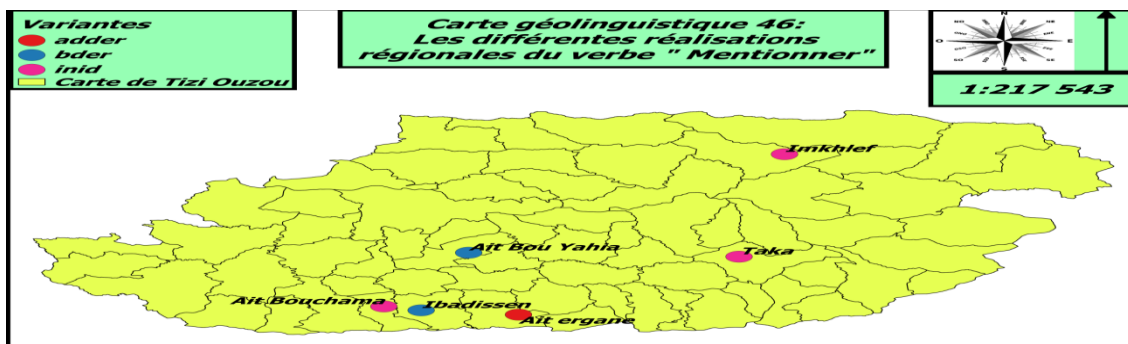 Variantes
adder
bder
inid
Carte de Tizi Ouzou
Carte géolinguistique 46:
Les différentes réalisations
régionales du verbe " Mentionner"
N
O
E
S
1:217 543
Imkhlef
Ait Bou Yahia
Taka
Ait Bouchama
Ibadissen
Ait ergane